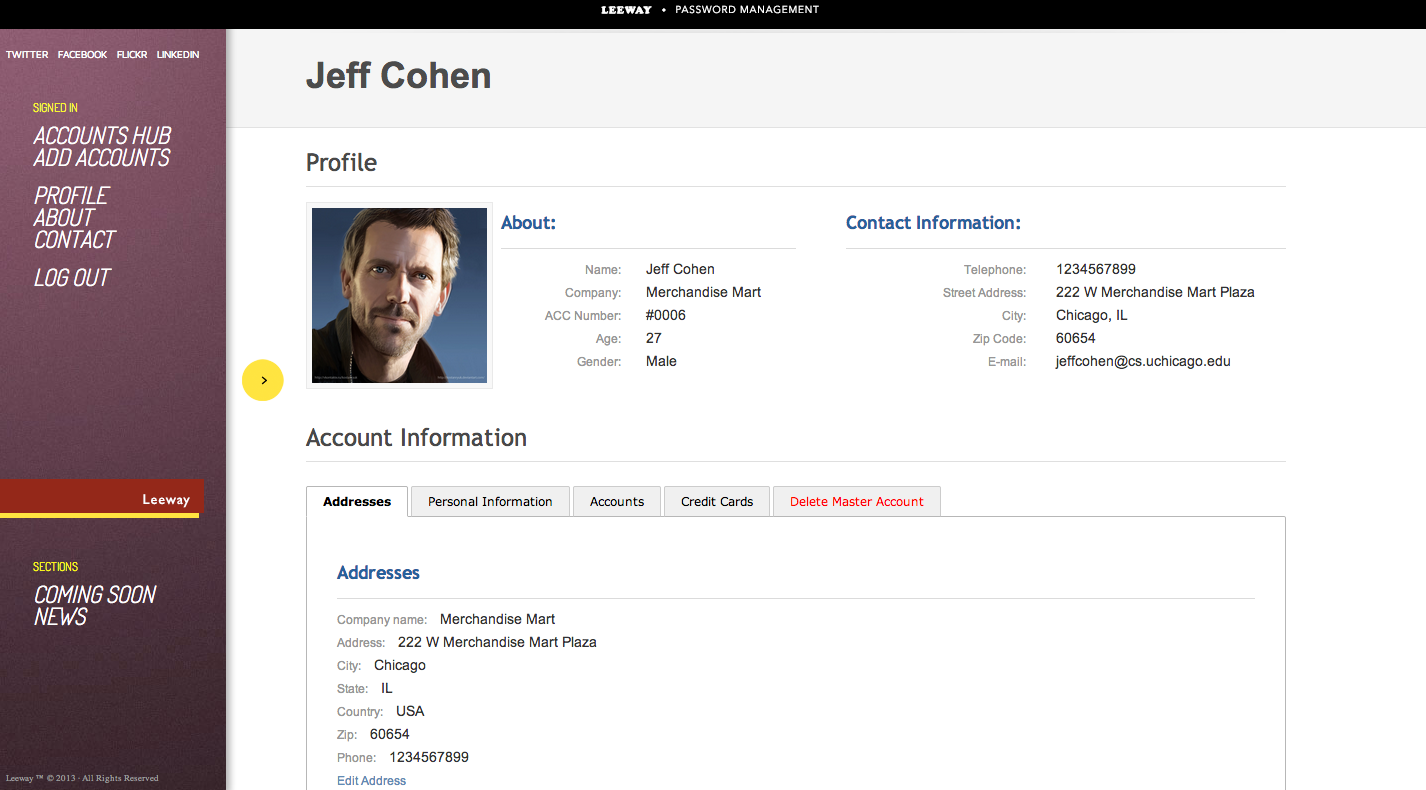 LEEWAY • PASSWORD MANAGEMENT
TWITTER FACEBOOK FLICKR LINKEDIN
SIGNED IN
ACCOUNTS HUB
ADD ACCOUNTS
PROFILE
ABOUT
CONTACT
LOG OUT
Leeway
SECTIONS
COMING SOON
NEWS
Leeway ™ © 2013 · All Rights Reserved
Jeff Cohen
Profile
About:
Name: Jeff Cohen
Company: Merchandise Mart
ACC Number: #0006
Age: 27
Gender: Male
Contact Information:
Telephone: 1234567899
Street Address: 222 W Merchandise Mart Plaza
City: Chicago, IL
Zip Code: 60654
E-mail: jeffcohen@cs.uchicago.edu
Account Information
Addresses Personal Information Accounts Credit Cards Delete Master Account
Addresses
Company name: Merchandise Mart
Address: 222 W Merchandise Mart Plaza
City: Chicago
State: IL
Country: USA
Zip: 60654
Phone: 1234567899
Edit Address